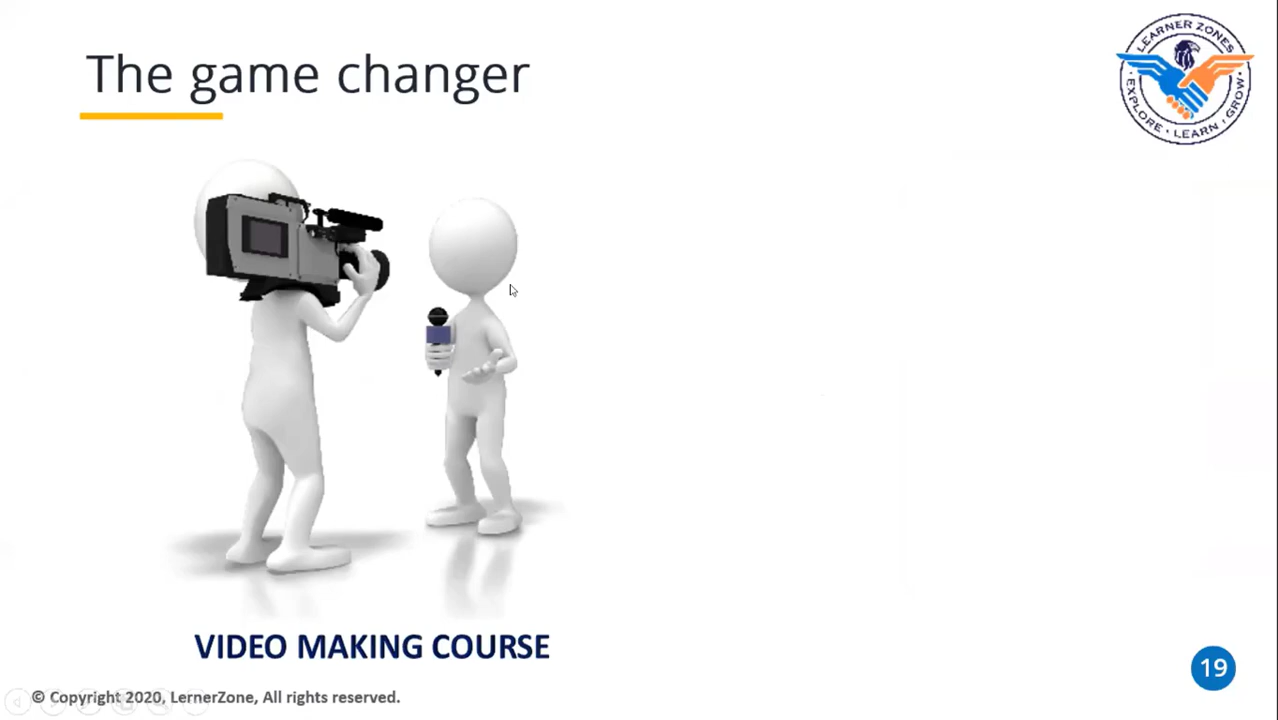 The game changer
LEARNER ZONES
EXPLORE · LEARN · GROW
VIDEO MAKING COURSE
19
© Copyright 2020, LernerZone, All rights reserved.